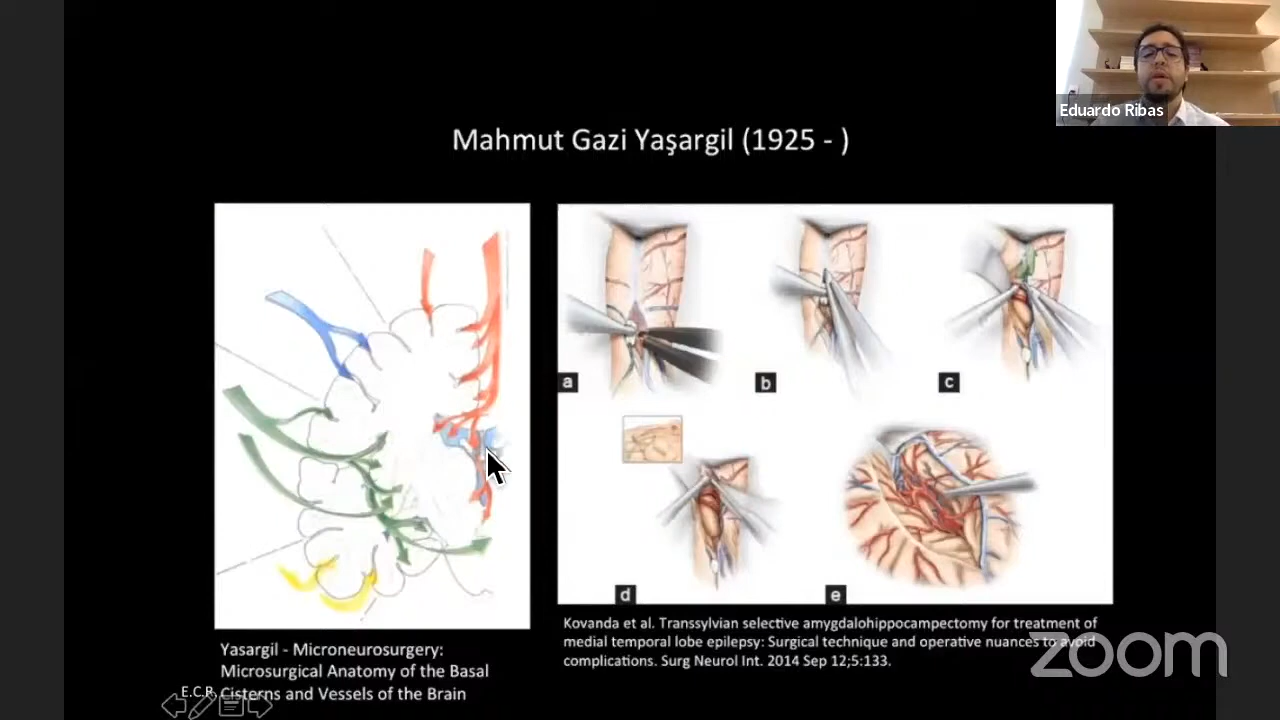 Eduardo Ribas
Mahmut Gazi Yaşargil (1925 - )
a
b
c
d
e
Yasargil - Microneurosurgery:
Microsurgical Anatomy of the Basal
Cisterns and Vessels of the Brain
Kovanda et al. Transsylvian selective amygdalohippocampectomy for treatment of
medial temporal lobe epilepsy: Surgical technique and operative nuances to avoid
complications. Surg Neurol Int. 2014 Sep 12;5:133.
E.C.R.
zoom